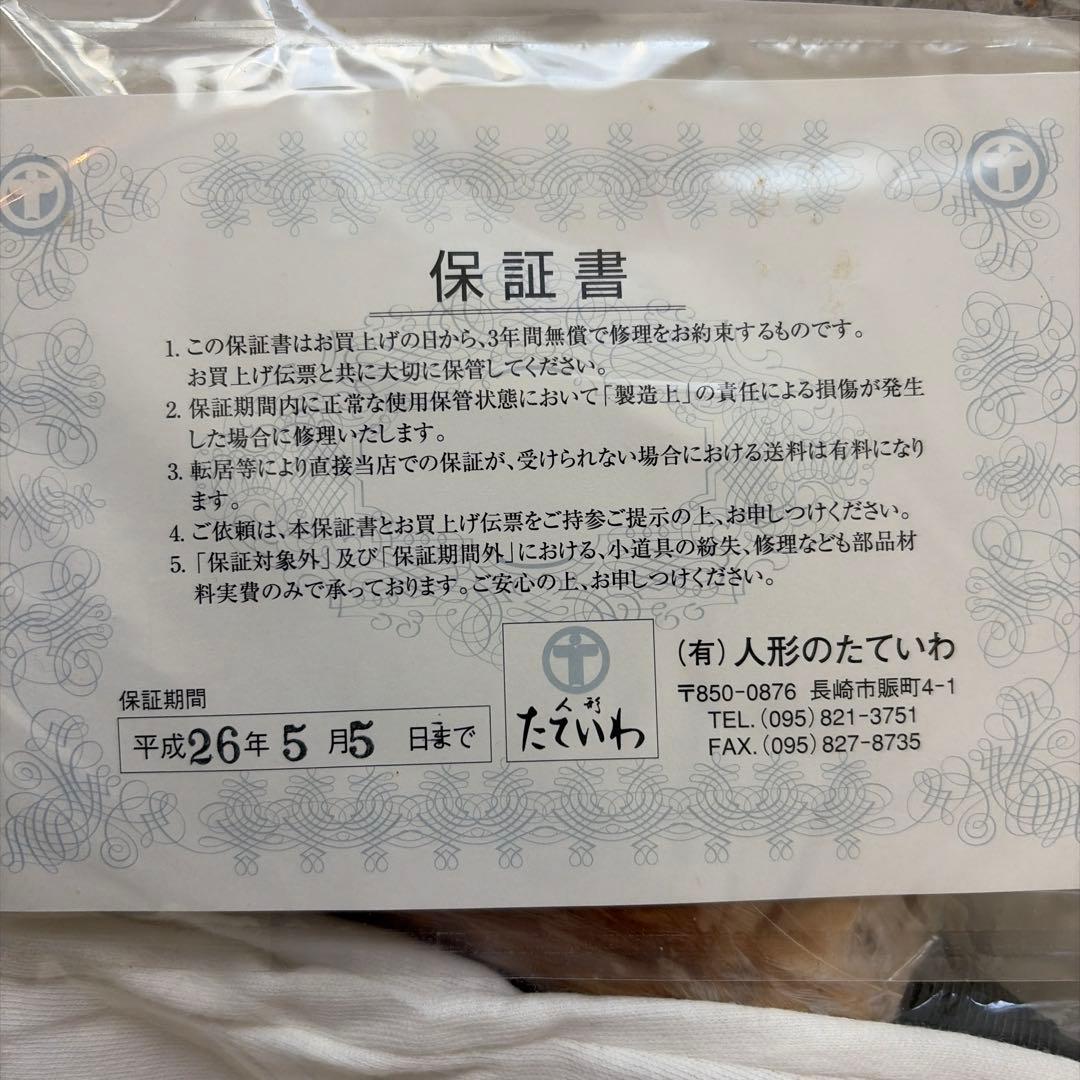 保証書
1. この保証書はお買上げの日から、3年間無償で修理をお約束するものです。
お買上げ伝票と共に大切に保管してください。
2. 保証期間内に正常な使用保管状態において「製造上」の責任による損傷が発生
した場合に修理いたします。
3. 転居等により直接当店での保証が、受けられない場合における送料は有料になり
ます。
4. ご依頼は、本保証書とお買上げ伝票をご持参ご提示の上、お申しつけください。
5. 「保証対象外」及び「保証期間外」における、小道具の紛失、修理なども部品材
料実費のみで承っております。ご安心の上、お申しつけください。
保証期間
平成26年5月5日まで
人形
たていわ
(有)人形のたていわ
〒850-0876 長崎市賑町4-1
TEL.(095)821-3751
FAX.(095)827-8735